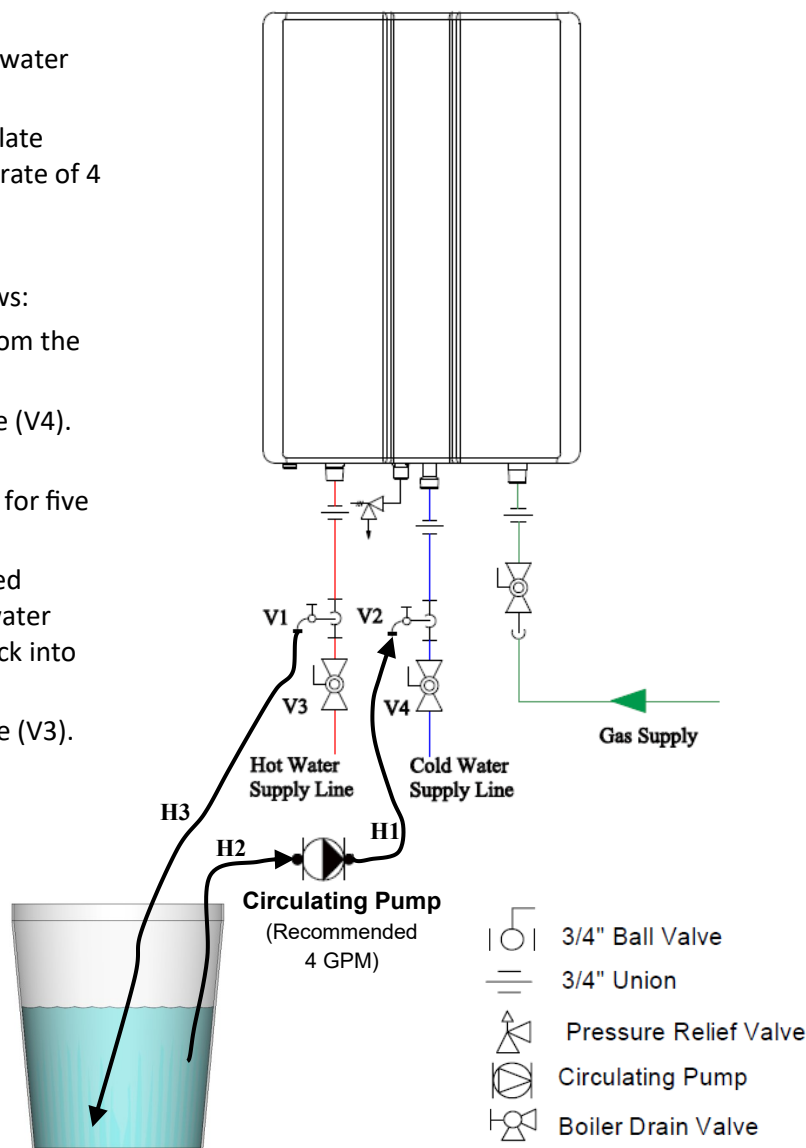 water
late
rate of 4
ws:
om the
e (V4).
for five
ed
vater
ck into
e (V3).
V1
V2
V3
V4
Gas Supply
Hot Water
Supply Line
Cold Water
Supply Line
H3
H2
H1
Circulating Pump
(Recommended
4 GPM)
3/4" Ball Valve
3/4" Union
Pressure Relief Valve
Circulating Pump
Boiler Drain Valve